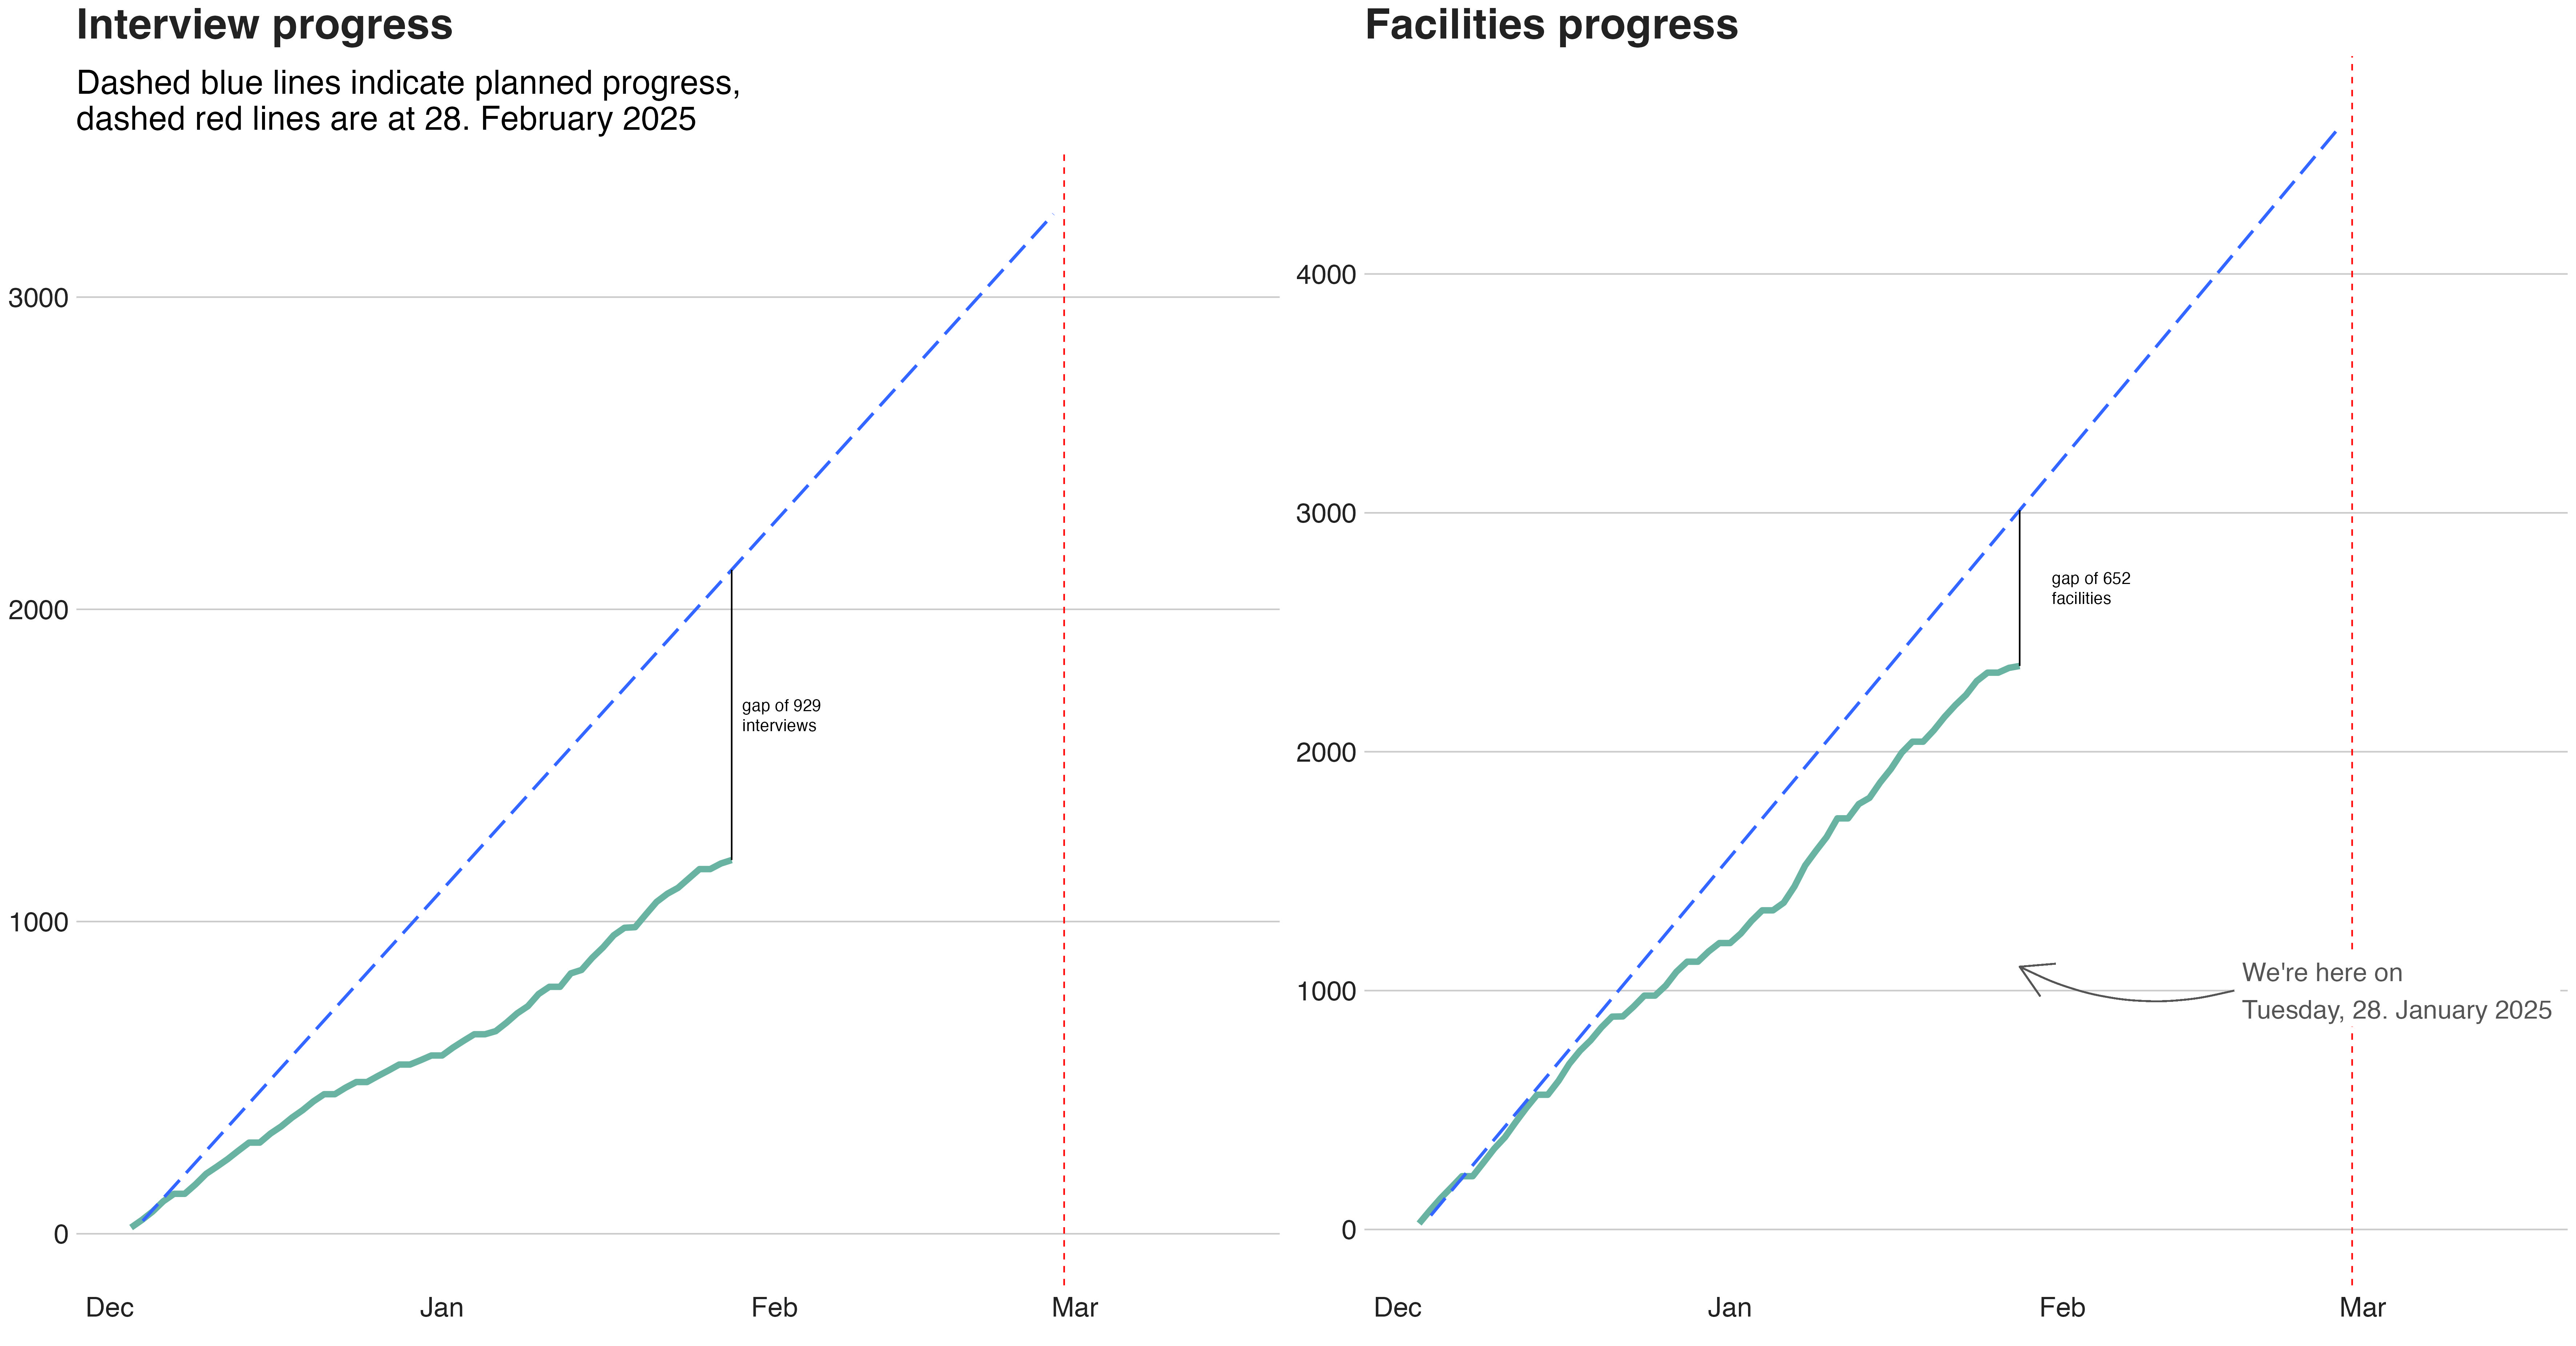 Interview progress
Dashed blue lines indicate planned progress,
dashed red lines are at 28. February 2025
3000
2000
1000
0
gap of 929
interviews
Dec
Jan
Feb
Mar
Facilities progress
4000
3000
2000
1000
0
gap of 652
facilities
We're here on
Tuesday, 28. January 2025
Dec
Jan
Feb
Mar